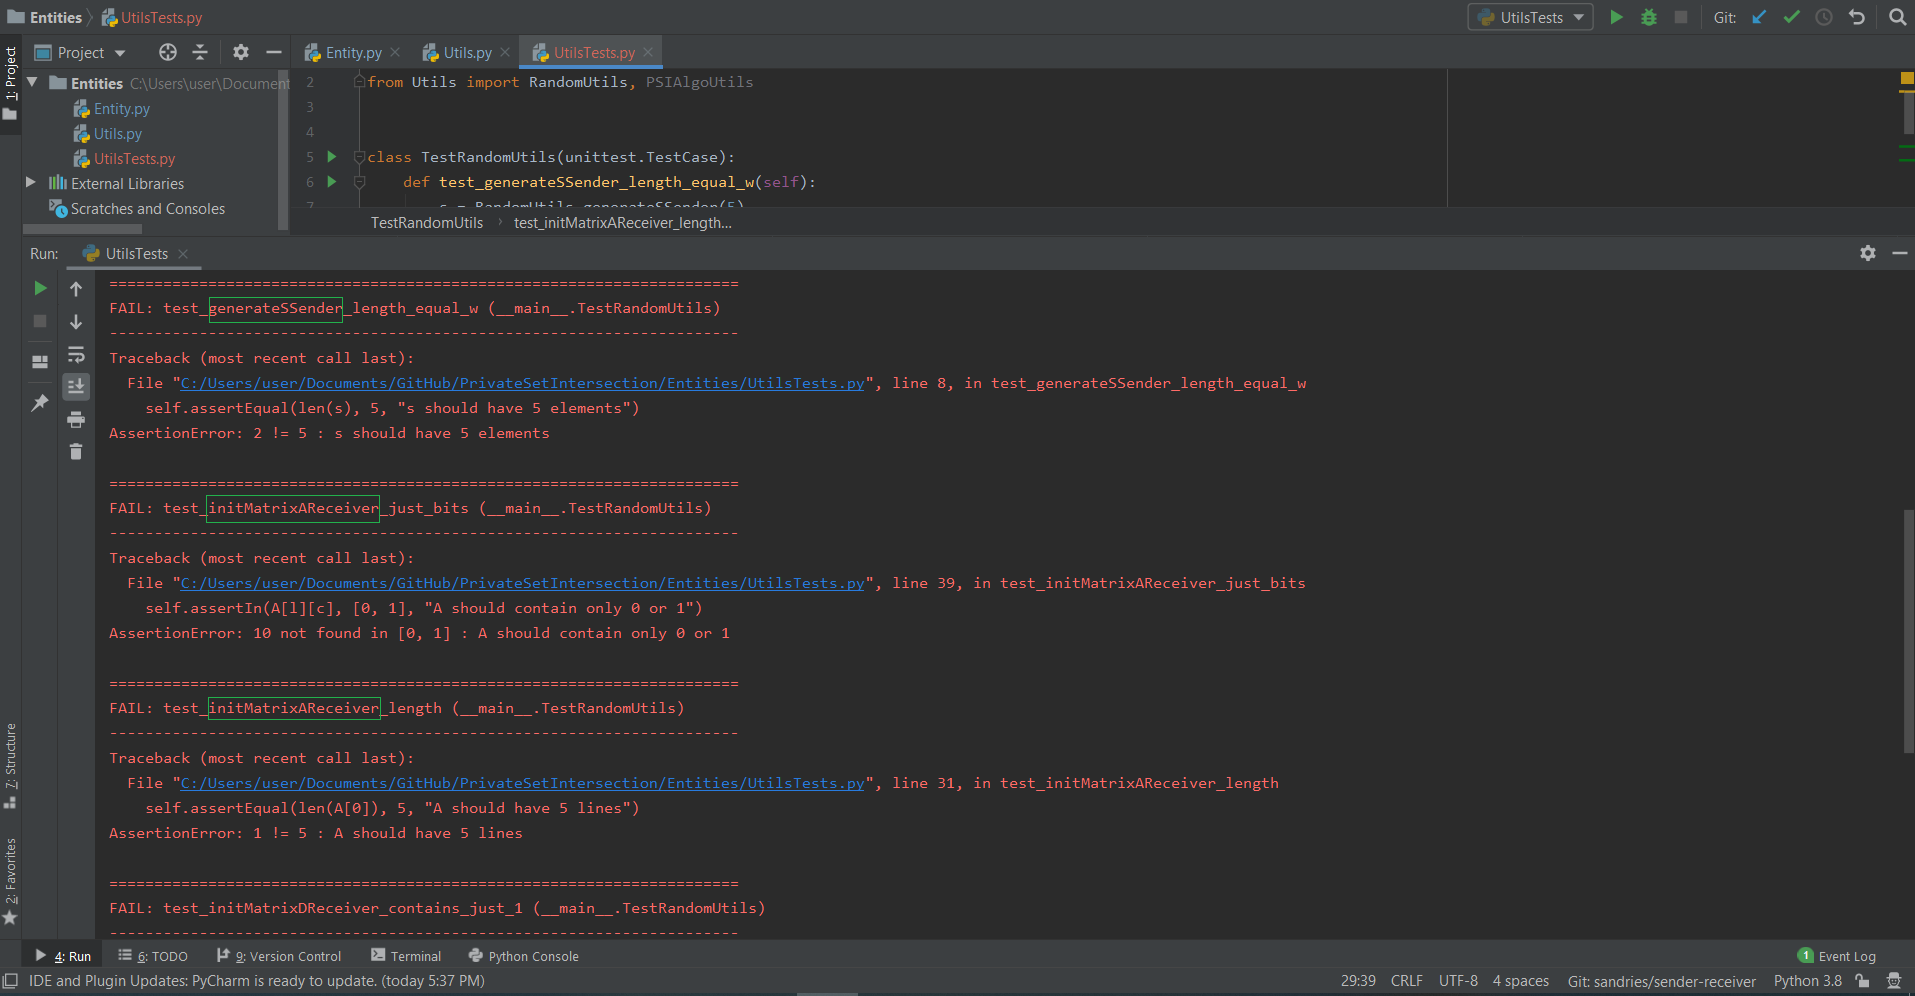 Entities UtilsTests.py
UtilsTests Git:
1: Project
Project
Entity.py Utils.py UtilsTests.py
Entities C:\Users\user\Document
Entity.py
Utils.py
UtilsTests.py
External Libraries
Scratches and Consoles
2 from Utils import RandomUtils, PSIAlgoUtils
3
4
5 class TestRandomUtils(unittest.TestCase):
6 def test_generateSSender_length_equal_w(self):
7 s = RandomUtils.generateSSender(5)
TestRandomUtils test_initMatrixAReceiver_length...
Run: UtilsTests
======================================================================
FAIL: test_generateSSender_length_equal_w (__main__.TestRandomUtils)
----------------------------------------------------------------------
Traceback (most recent call last):
File "C:/Users/user/Documents/GitHub/PrivateSetIntersection/Entities/UtilsTests.py", line 8, in test_generateSSender_length_equal_w
self.assertEqual(len(s), 5, "s should have 5 elements")
AssertionError: 2 != 5 : s should have 5 elements
======================================================================
FAIL: test_initMatrixAReceiver_just_bits (__main__.TestRandomUtils)
----------------------------------------------------------------------
Traceback (most recent call last):
File "C:/Users/user/Documents/GitHub/PrivateSetIntersection/Entities/UtilsTests.py", line 39, in test_initMatrixAReceiver_just_bits
self.assertIn(A[l][c], [0, 1], "A should contain only 0 or 1")
AssertionError: 10 not found in [0, 1] : A should contain only 0 or 1
======================================================================
FAIL: test_initMatrixAReceiver_length (__main__.TestRandomUtils)
----------------------------------------------------------------------
Traceback (most recent call last):
File "C:/Users/user/Documents/GitHub/PrivateSetIntersection/Entities/UtilsTests.py", line 31, in test_initMatrixAReceiver_length
self.assertEqual(len(A[0]), 5, "A should have 5 lines")
AssertionError: 1 != 5 : A should have 5 lines
======================================================================
FAIL: test_initMatrixDReceiver_contains_just_1 (__main__.TestRandomUtils)
----------------------------------------------------------------------
7: Structure
2: Favorites
4: Run 6: TODO 9: Version Control Terminal Python Console 1 Event Log
IDE and Plugin Updates: PyCharm is ready to update. (today 5:37 PM) 29:39 CRLF UTF-8 4 spaces Git: sandries/sender-receiver Python 3.8